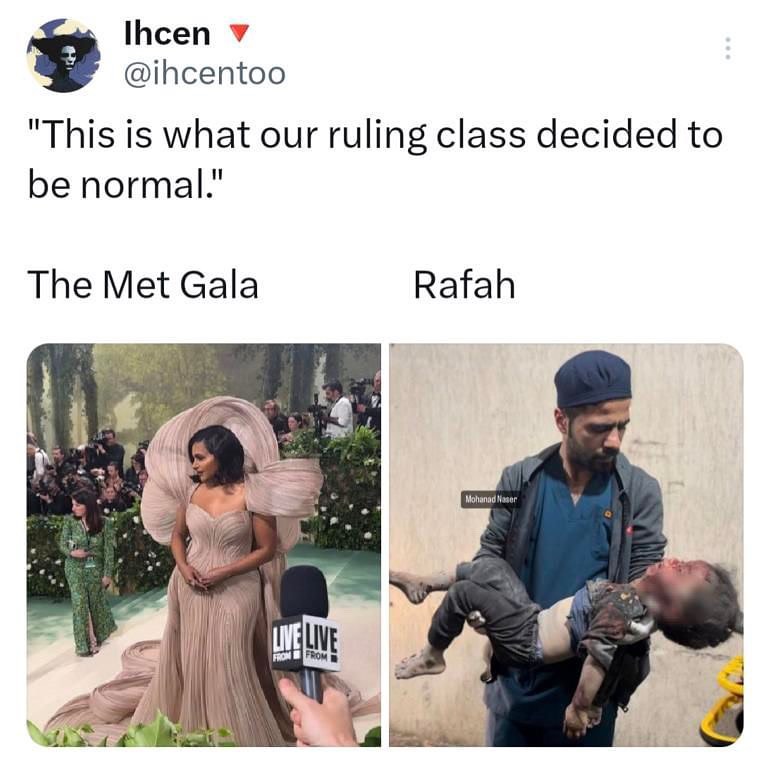 Ihcen 🔻
@ihcentoo
"This is what our ruling class decided to
be normal."
The Met Gala
Rafah
Mohanad Naser
LIVE LIVE
FROM E FROM E